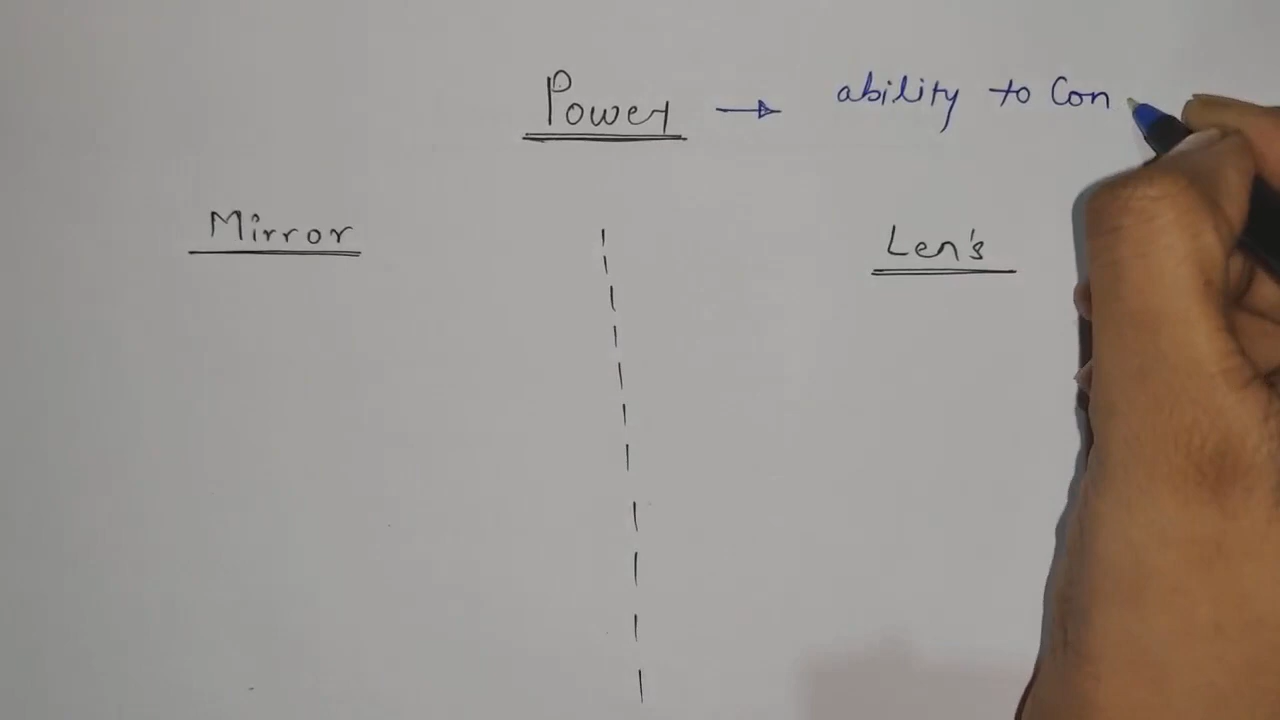 Power → ability to Con
Mirror
Len's